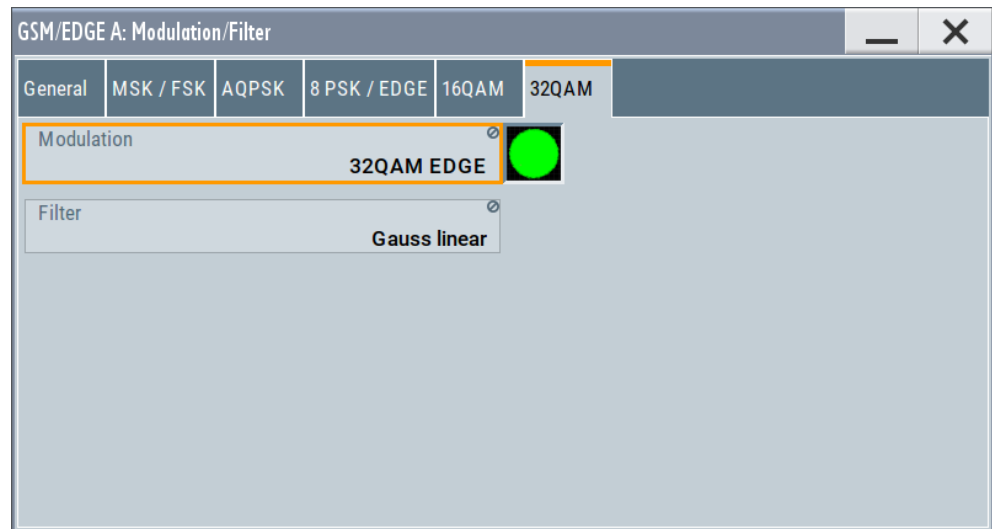 GSM/EDGE A: Modulation/Filter
General MSK / FSK AQPSK 8 PSK / EDGE 16QAM 32QAM
Modulation
32QAM EDGE
Filter
Gauss linear